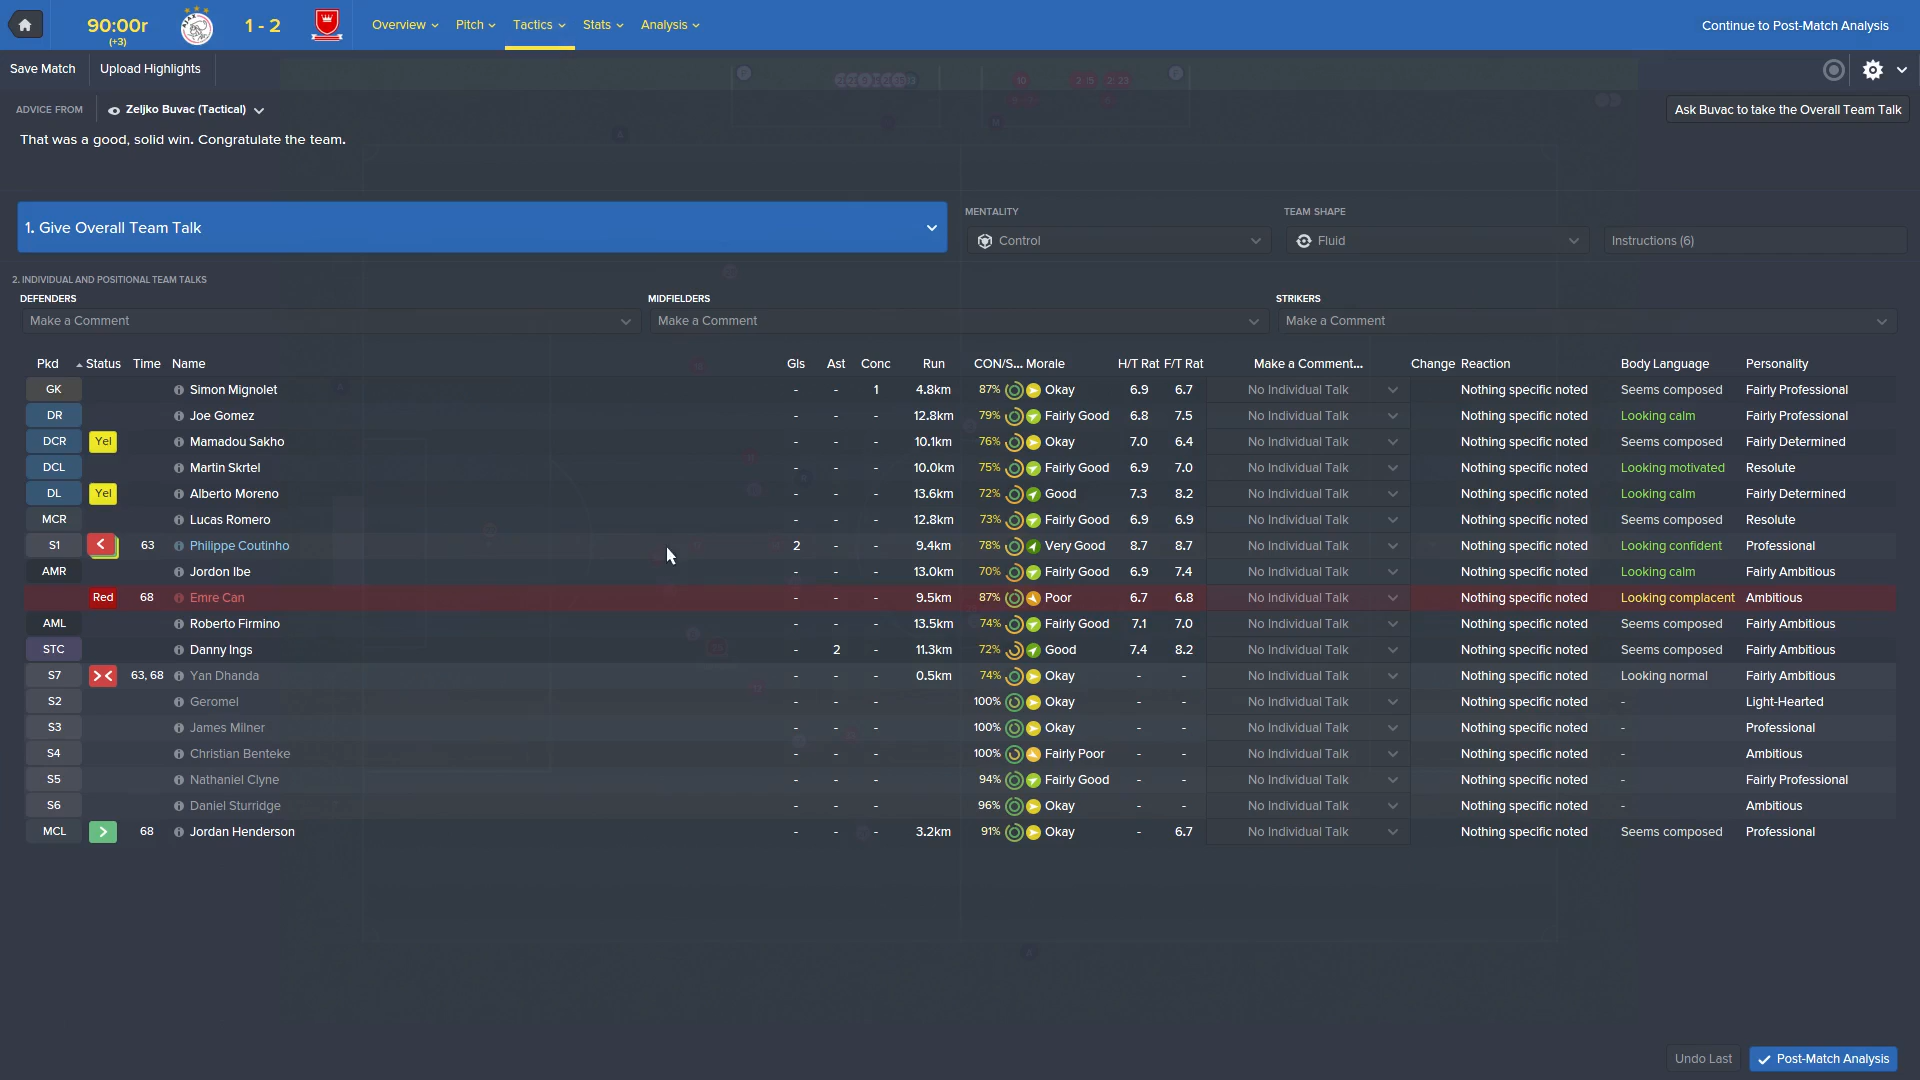 90:00r
(+3)
1 - 2
Overview
Pitch
Tactics
Stats
Analysis
Continue to Post-Match Analysis
Save Match
Upload Highlights
ADVICE FROM
Zeljko Buvac (Tactical)
Ask Buvac to take the Overall Team Talk
That was a good, solid win. Congratulate the team.
1. Give Overall Team Talk
MENTALITY
TEAM SHAPE
Control
Fluid
Instructions (6)
2. INDIVIDUAL AND POSITIONAL TEAM TALKS
DEFENDERS
MIDFIELDERS
STRIKERS
Make a Comment
Make a Comment
Make a Comment
Pkd Status Time Name Gls Ast Conc Run CON/S... Morale H/T Rat F/T Rat Make a Comment... Change Reaction Body Language Personality
GK Simon Mignolet - - 1 4.8km 87% Okay 6.9 6.7 No Individual Talk Nothing specific noted Seems composed Fairly Professional
DR Joe Gomez - - - 12.8km 79% Fairly Good 6.8 7.5 No Individual Talk Nothing specific noted Looking calm Fairly Professional
DCR Yel Mamadou Sakho - - - 10.1km 76% Okay 7.0 6.4 No Individual Talk Nothing specific noted Seems composed Fairly Determined
DCL Martin Skrtel - - - 10.0km 75% Fairly Good 6.9 7.0 No Individual Talk Nothing specific noted Looking motivated Resolute
DL Yel Alberto Moreno - - - 13.6km 72% Good 7.3 8.2 No Individual Talk Nothing specific noted Looking calm Fairly Determined
MCR Lucas Romero - - - 12.8km 73% Fairly Good 6.9 6.9 No Individual Talk Nothing specific noted Seems composed Resolute
S1 63 Philippe Coutinho 2 - - 9.4km 78% Very Good 8.7 8.7 No Individual Talk Nothing specific noted Looking confident Professional
AMR Jordon Ibe - - - 13.0km 70% Fairly Good 6.9 7.4 No Individual Talk Nothing specific noted Looking calm Fairly Ambitious
Red 68 Emre Can - - - 9.5km 87% Poor 6.7 6.8 No Individual Talk Nothing specific noted Looking complacent Ambitious
AML Roberto Firmino - - - 13.5km 74% Fairly Good 7.1 7.0 No Individual Talk Nothing specific noted Seems composed Fairly Ambitious
STC Danny Ings - 2 - 11.3km 72% Good 7.4 8.2 No Individual Talk Nothing specific noted Seems composed Fairly Ambitious
S7 63, 68 Yan Dhanda - - - 0.5km 74% Okay - - No Individual Talk Nothing specific noted Looking normal Fairly Ambitious
S2 Geromel - - - 100% Okay - - No Individual Talk Nothing specific noted - Light-Hearted
S3 James Milner - - - 100% Okay - - No Individual Talk Nothing specific noted - Professional
S4 Christian Benteke - - - 100% Fairly Poor - - No Individual Talk Nothing specific noted - Ambitious
S5 Nathaniel Clyne - - - 94% Fairly Good - - No Individual Talk Nothing specific noted - Fairly Professional
S6 Daniel Sturridge - - - 96% Okay - - No Individual Talk Nothing specific noted - Ambitious
MCL 68 Jordan Henderson - - - 3.2km 91% Okay - 6.7 No Individual Talk Nothing specific noted Seems composed Professional
Undo Last
Post-Match Analysis